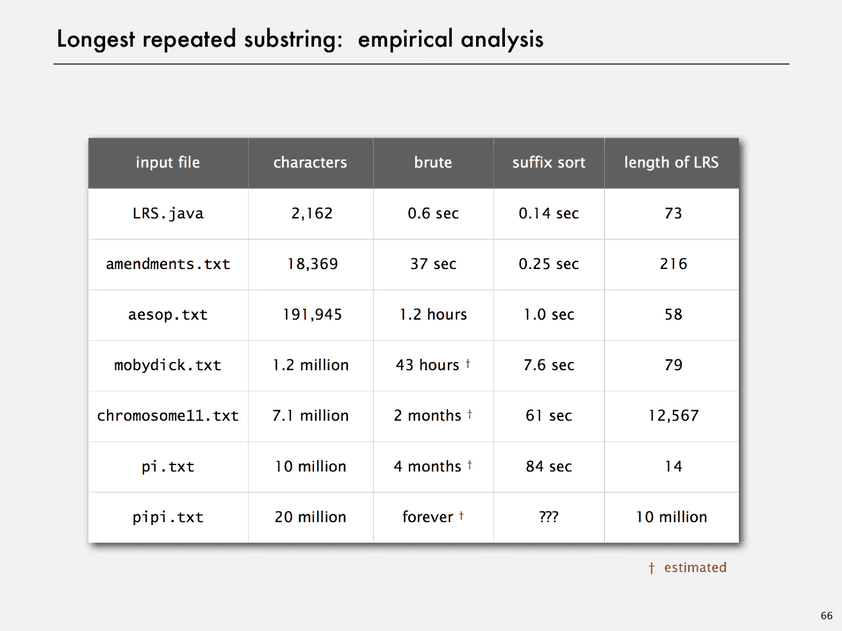 Longest repeated substring: empirical analysis
input file characters brute suffix sort length of LRS
LRS.java 2,162 0.6 sec 0.14 sec 73
amendments.txt 18,369 37 sec 0.25 sec 216
aesop.txt 191,945 1.2 hours 1.0 sec 58
mobydick.txt 1.2 million 43 hours † 7.6 sec 79
chromosome11.txt 7.1 million 2 months † 61 sec 12,567
pi.txt 10 million 4 months † 84 sec 14
pipi.txt 20 million forever † ??? 10 million
† estimated
66